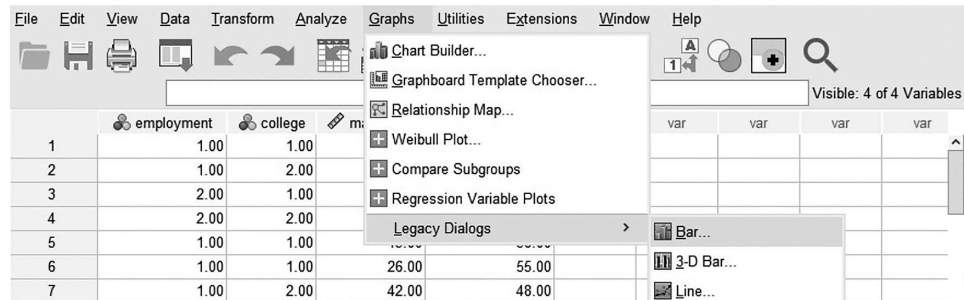 File Edit View Data Transform Analyze Graphs Utilities Extensions Window Help
Chart Builder...
Graphboard Template Chooser...
Relationship Map...
Weibull Plot...
Compare Subgroups
Regression Variable Plots
Legacy Dialogs
Bar...
3-D Bar...
Line...
Visible: 4 of 4 Variables
employment college var var var var
1 1.00 1.00
2 1.00 2.00
3 2.00 1.00
4 2.00 2.00
5 1.00 1.00
6 1.00 1.00 26.00 55.00
7 1.00 2.00 42.00 48.00